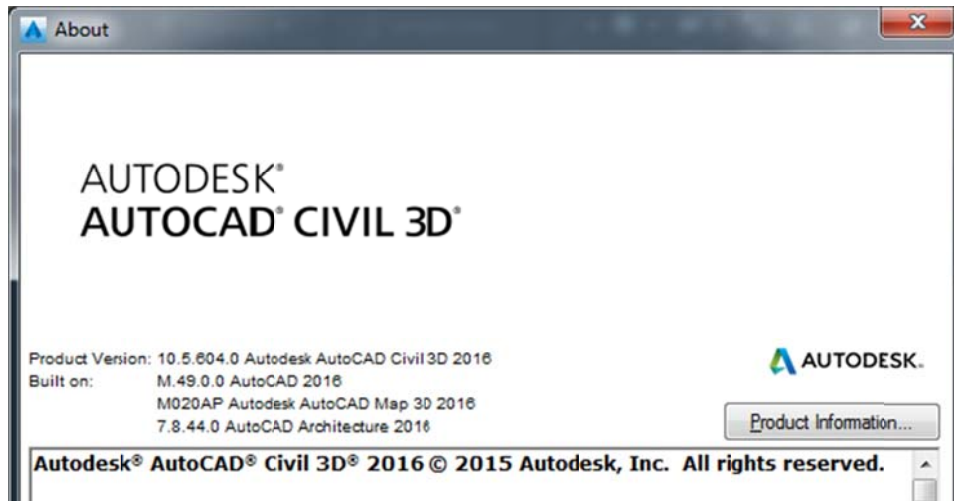 About
AUTODESK®
AUTOCAD® CIVIL 3D®
Product Version: 10.5.604.0 Autodesk AutoCAD Civil 3D 2016
Built on: M.49.0.0 AutoCAD 2016
M020AP Autodesk AutoCAD Map 3D 2016
7.8.44.0 AutoCAD Architecture 2016
AUTODESK.
Product Information...
Autodesk® AutoCAD® Civil 3D® 2016 © 2015 Autodesk, Inc. All rights reserved.